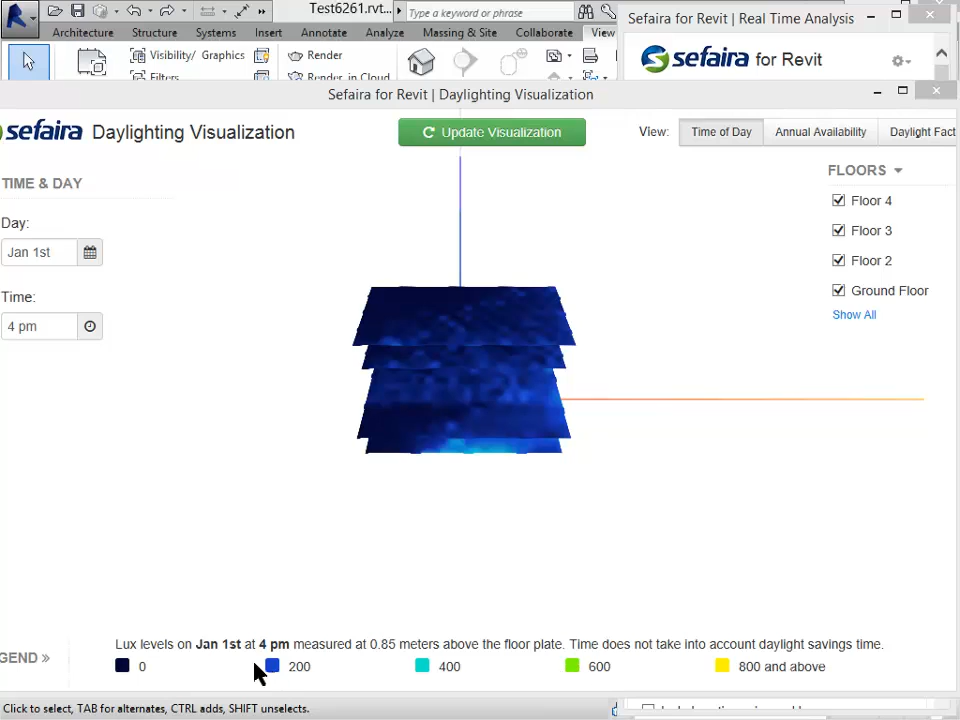 Test6261.rvt...
Type a keyword or phrase
Sefaira for Revit | Real Time Analysis
Architecture Structure Systems Insert Annotate Analyze Massing & Site Collaborate View
Visibility/ Graphics
Render
sefaira for Revit
Filters
Render in Cloud
Sefaira for Revit | Daylighting Visualization
sefaira Daylighting Visualization
Update Visualization
View: Time of Day Annual Availability Daylight Fact
TIME & DAY
FLOORS
Day:
Jan 1st
Time:
4 pm
Floor 4
Floor 3
Floor 2
Ground Floor
Show All
Lux levels on Jan 1st at 4 pm measured at 0.85 meters above the floor plate. Time does not take into account daylight savings time.
GEND »
0 200 400 600 800 and above
Click to select, TAB for alternates, CTRL adds, SHIFT unselects.